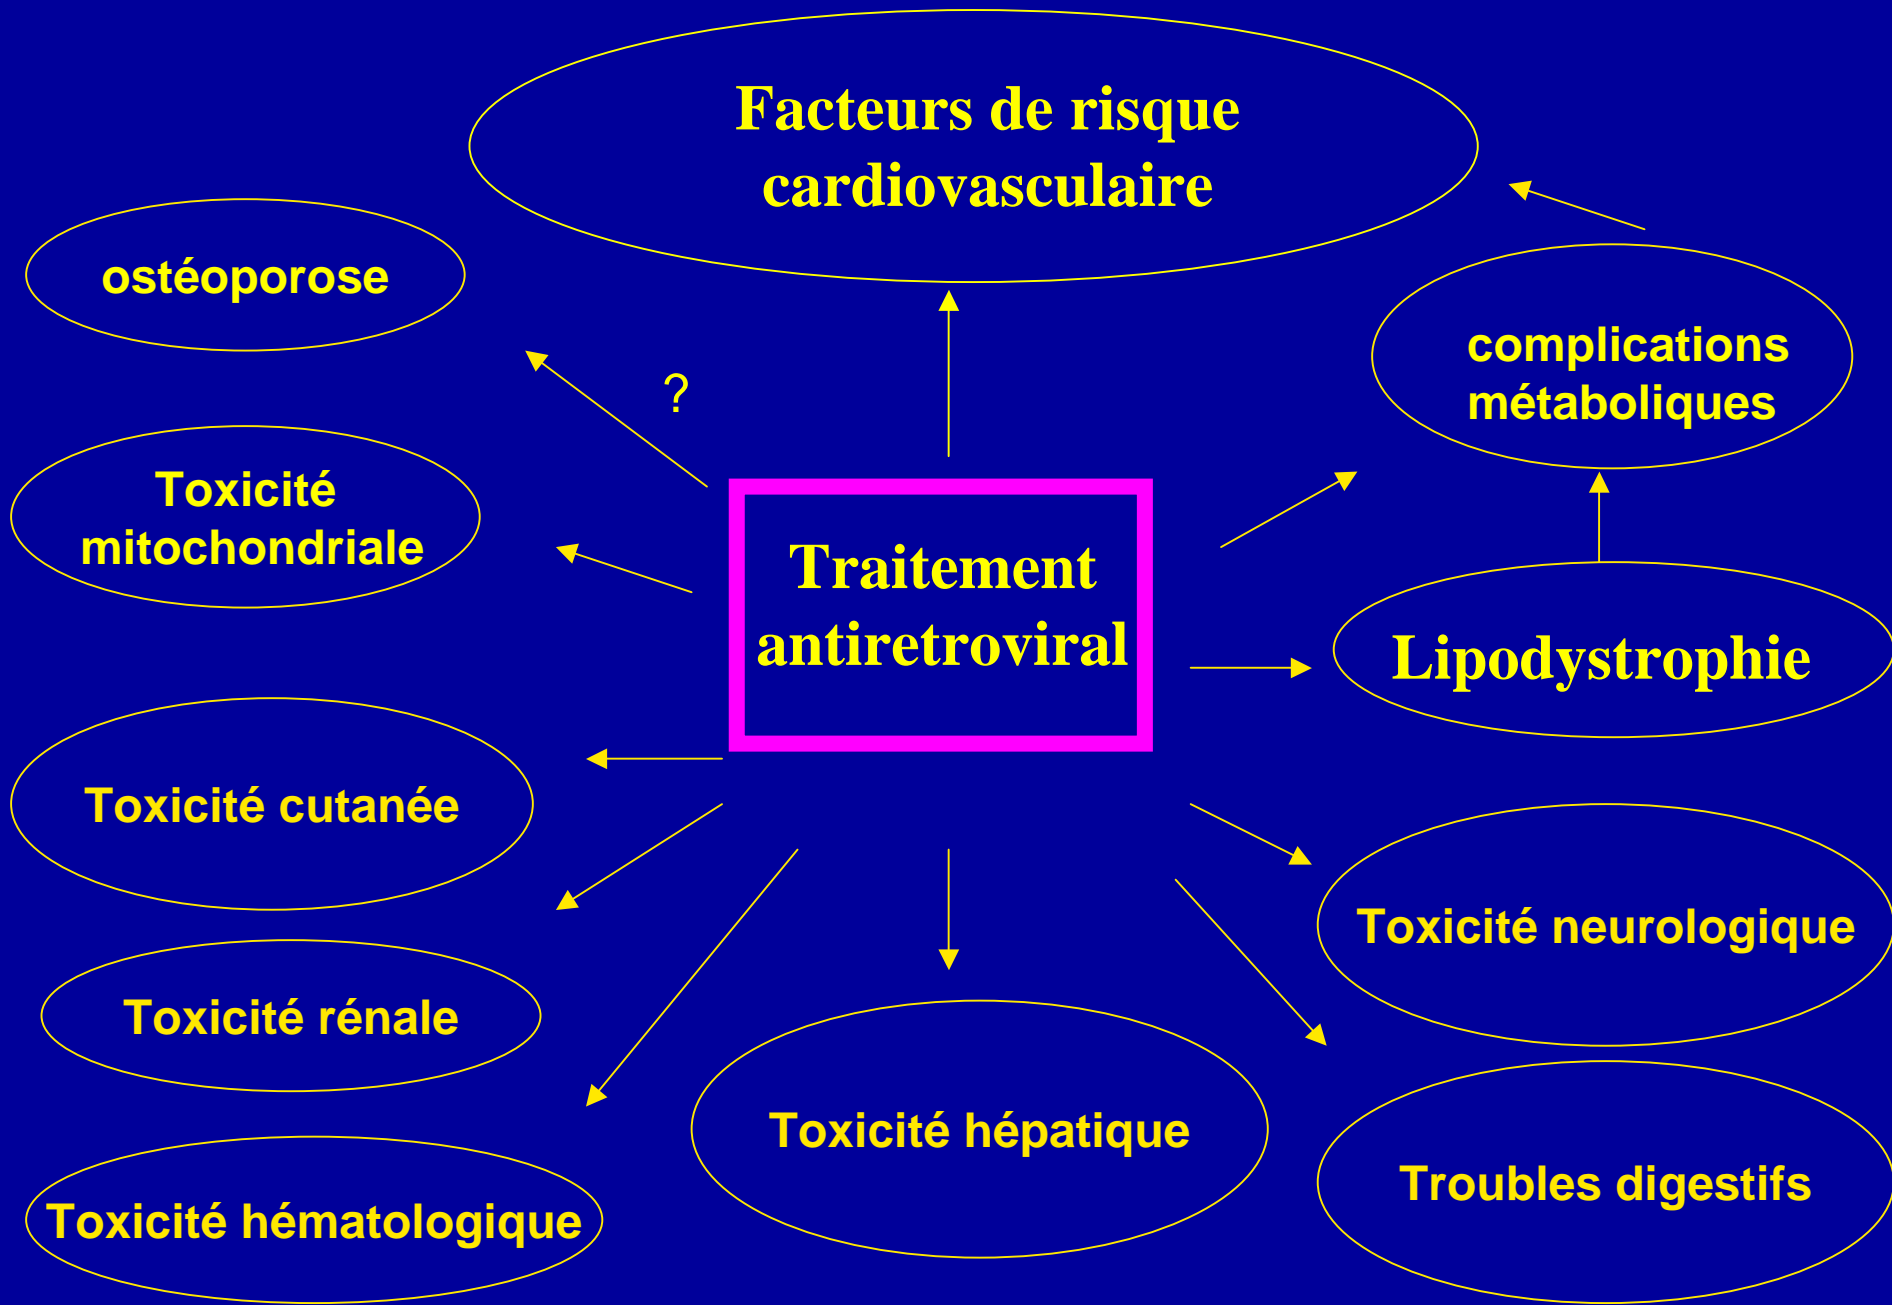 Facteurs de risque
cardiovasculaire
ostéoporose
complications
métaboliques
?
Toxicité
mitochondriale
Traitement
antiretroviral
Lipodystrophie
Toxicité cutanée
Toxicité neurologique
Toxicité rénale
Toxicité hépatique
Troubles digestifs
Toxicité hématologique